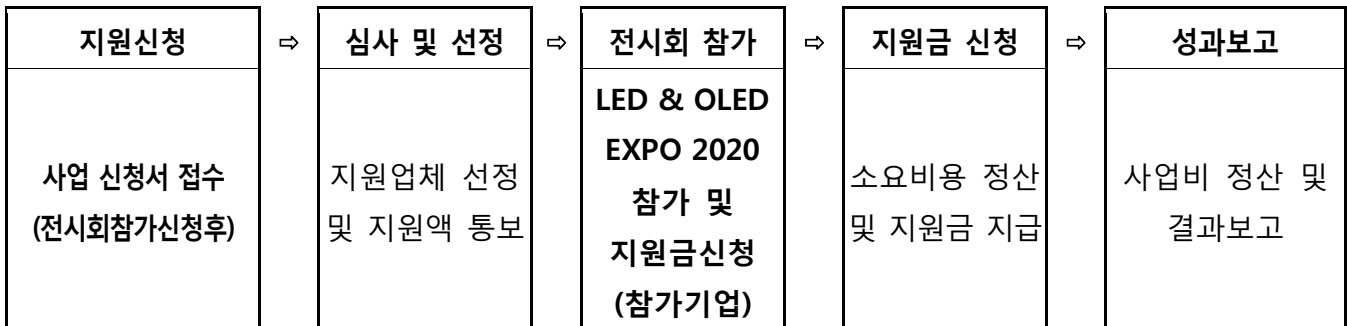 지원신청 ⇨ 심사 및 선정 ⇨ 전시회 참가 ⇨ 지원금 신청 ⇨ 성과보고
사업 신청서 접수
(전시회참가신청후)
지원업체 선정
및 지원액 통보
LED & OLED
EXPO 2020
참가 및
지원금신청
(참가기업)
소요비용 정산
및 지원금 지급
사업비 정산 및
결과보고